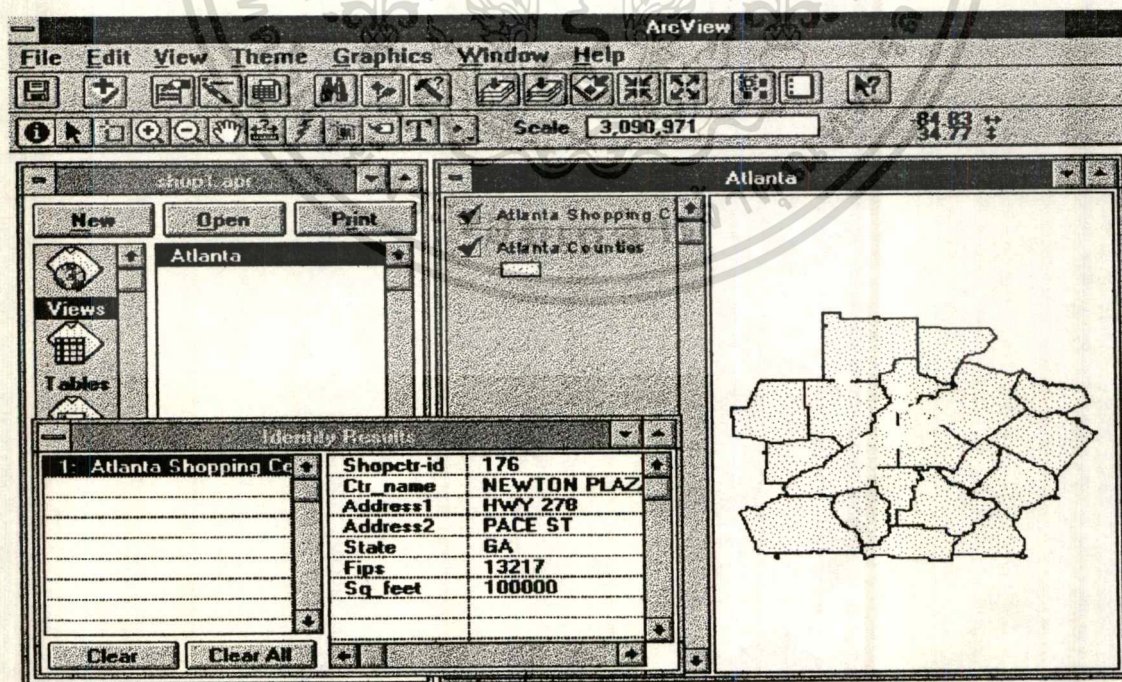 ArcView
File Edit View Theme Graphics Window Help
Scale 3,090,971
84.83
34.77
shop1.apr
New Open Print
Atlanta
Views
Tables
Atlanta
Atlanta Shopping C
Atlanta Counties
Identify Results
1: Atlanta Shopping Ce
Shopctr-id 176
Ctr_name NEWTON PLAZ
Address1 HWY 278
Address2 PACE ST
State GA
Fips 13217
Sq_feet 100000
Clear Clear All